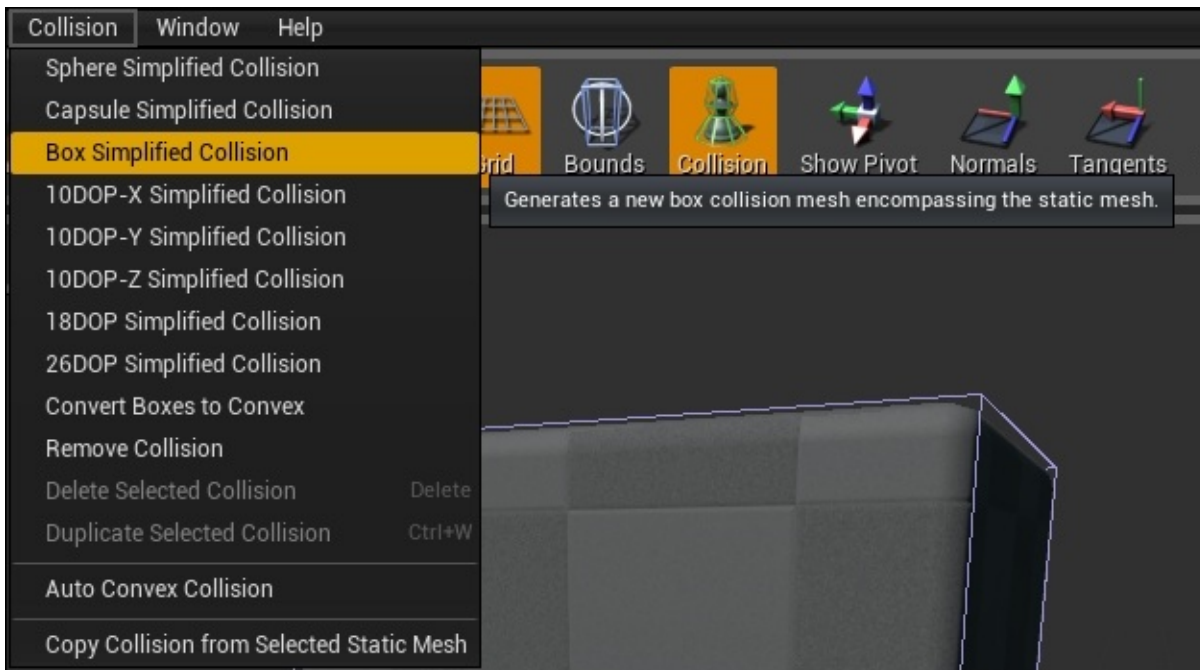 Collision Window Help
Sphere Simplified Collision
Capsule Simplified Collision
Box Simplified Collision
10DOP-X Simplified Collision
10DOP-Y Simplified Collision
10DOP-Z Simplified Collision
18DOP Simplified Collision
26DOP Simplified Collision
Convert Boxes to Convex
Remove Collision
Delete Selected Collision Delete
Duplicate Selected Collision Ctrl+W
Auto Convex Collision
Copy Collision from Selected Static Mesh
Grid Bounds Collision Show Pivot Normals Tangents
Generates a new box collision mesh encompassing the static mesh.